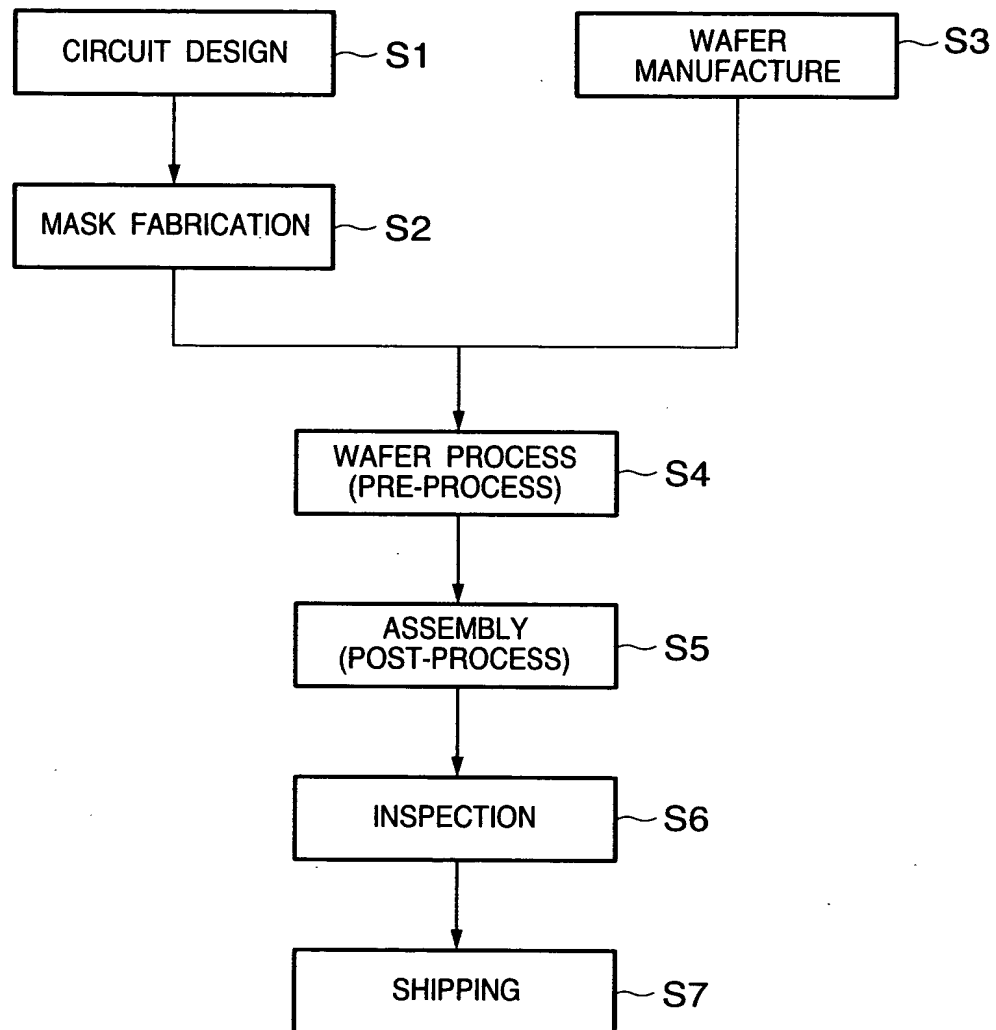 CIRCUIT DESIGN
S1
WAFER
MANUFACTURE
S3
MASK FABRICATION
S2
WAFER PROCESS
(PRE-PROCESS)
S4
ASSEMBLY
(POST-PROCESS)
S5
INSPECTION
S6
SHIPPING
S7